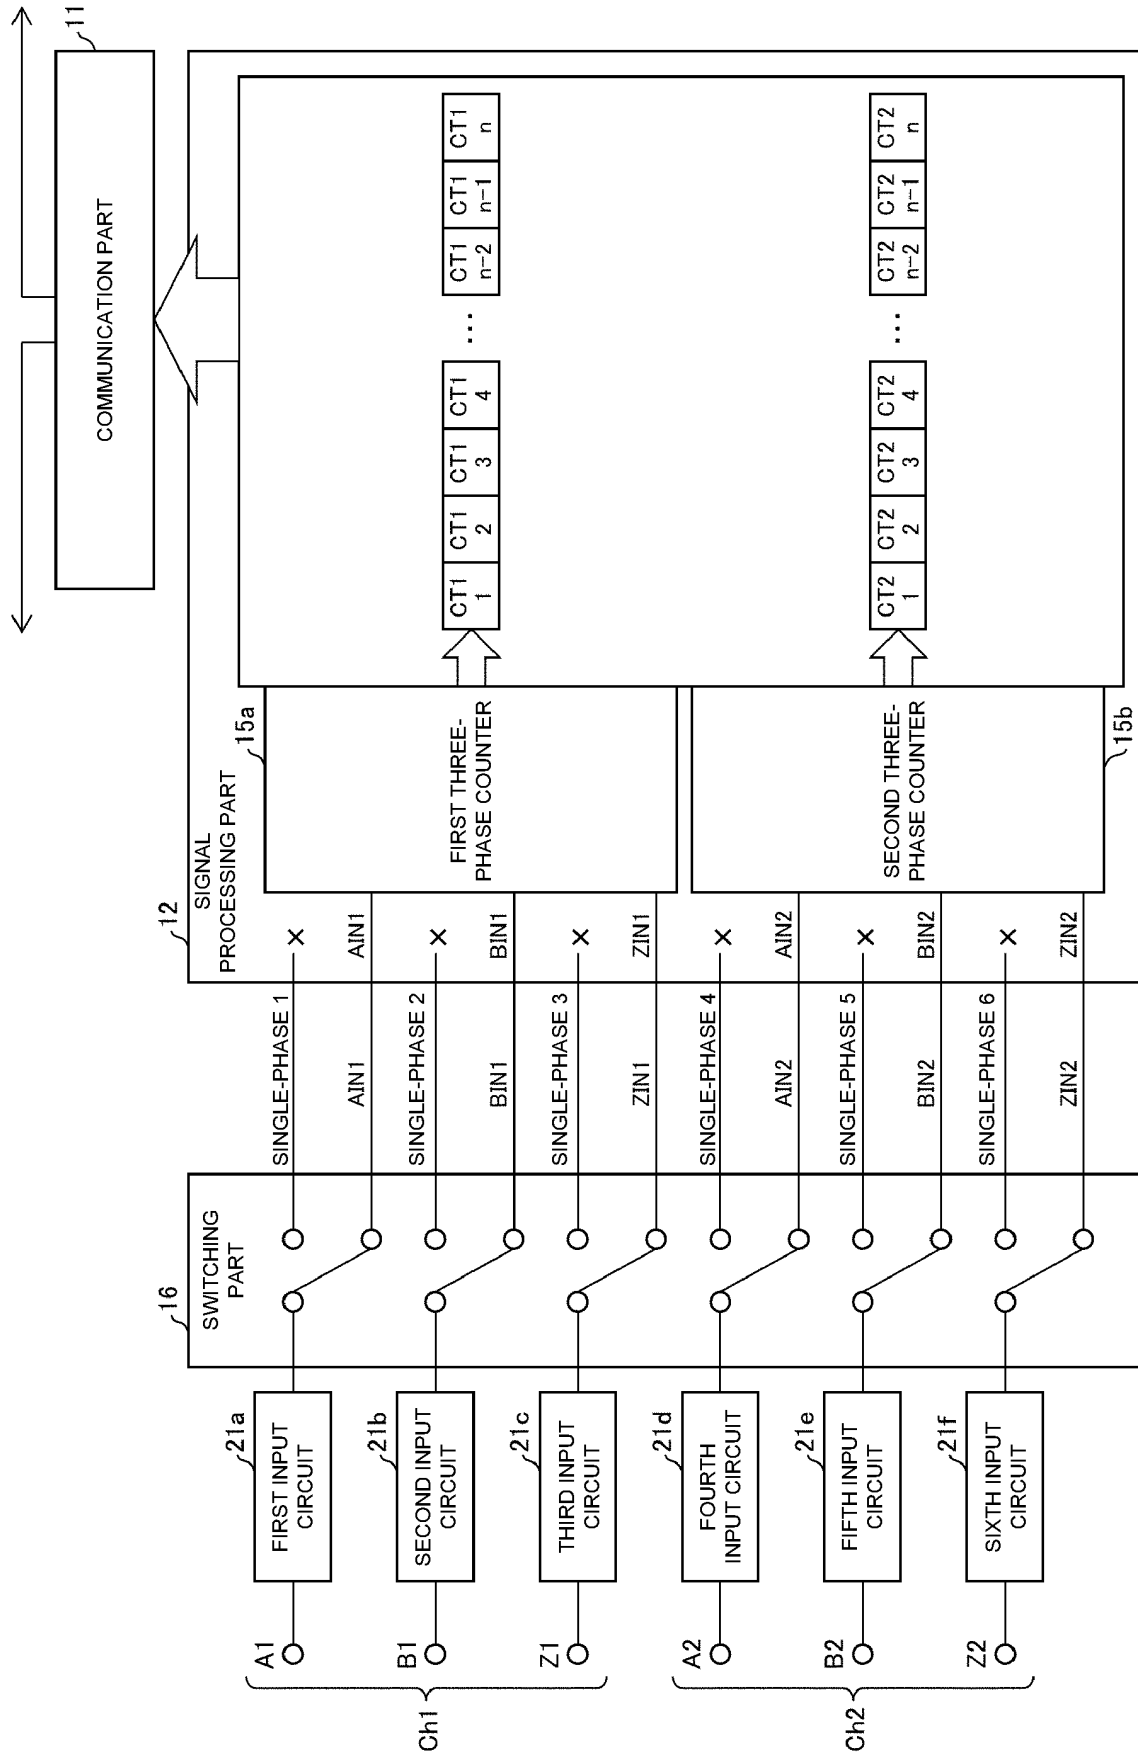 11
COMMUNICATION PART
12
SIGNAL
PROCESSING PART
16
SWITCHING
PART
Ch1
A1
21a
FIRST INPUT
CIRCUIT
SINGLE-PHASE 1
×
AIN1
AIN1
B1
21b
SECOND INPUT
CIRCUIT
SINGLE-PHASE 2
×
BIN1
BIN1
Z1
21c
THIRD INPUT
CIRCUIT
SINGLE-PHASE 3
×
ZIN1
ZIN1
15a
FIRST THREE-
PHASE COUNTER
CT1
1
CT1
2
CT1
3
CT1
4
...
CT1
n-2
CT1
n-1
CT1
n
Ch2
A2
21d
FOURTH
INPUT CIRCUIT
SINGLE-PHASE 4
×
AIN2
AIN2
B2
21e
FIFTH INPUT
CIRCUIT
SINGLE-PHASE 5
×
BIN2
BIN2
Z2
21f
SIXTH INPUT
CIRCUIT
SINGLE-PHASE 6
×
ZIN2
ZIN2
15b
SECOND THREE-
PHASE COUNTER
CT2
1
CT2
2
CT2
3
CT2
4
...
CT2
n-2
CT2
n-1
CT2
n